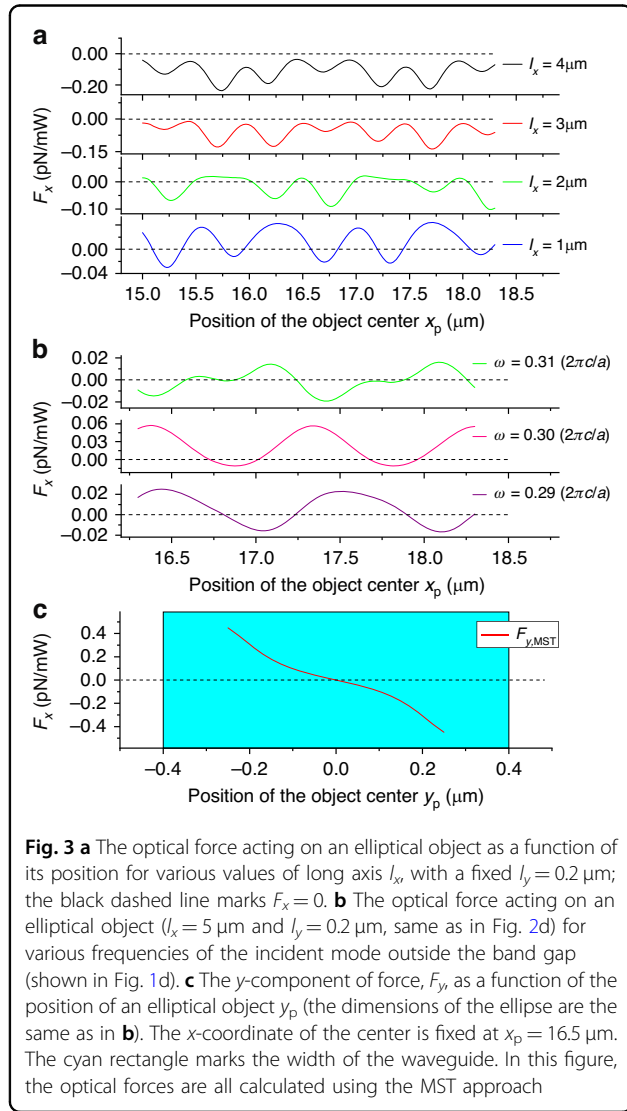 a
0.00
−0.20
l_x = 4μm
0.00
−0.15
l_x = 3μm
0.00
−0.10
l_x = 2μm
0.00
−0.04
l_x = 1μm
F_x (pN/mW)
15.0 15.5 16.0 16.5 17.0 17.5 18.0 18.5
Position of the object center x_p (μm)
b
0.02
0.00
−0.02
ω = 0.31 (2πc/a)
0.06
0.03
0.00
ω = 0.30 (2πc/a)
0.02
0.00
−0.02
ω = 0.29 (2πc/a)
F_x (pN/mW)
16.5 17.0 17.5 18.0 18.5
Position of the object center x_p (μm)
c
0.4
0.2
0.0
−0.2
−0.4
F_y,MST
F_x (pN/mW)
−0.4 −0.2 0.0 0.2 0.4
Position of the object center y_p (μm)
Fig. 3 a The optical force acting on an elliptical object as a function of
its position for various values of long axis l_x, with a fixed l_y = 0.2 μm;
the black dashed line marks F_x = 0. b The optical force acting on an
elliptical object (l_x = 5 μm and l_y = 0.2 μm, same as in Fig. 2d) for
various frequencies of the incident mode outside the band gap
(shown in Fig. 1d). c The y-component of force, F_y, as a function of the
position of an elliptical object y_p (the dimensions of the ellipse are the
same as in b). The x-coordinate of the center is fixed at x_p = 16.5 μm.
The cyan rectangle marks the width of the waveguide. In this figure,
the optical forces are all calculated using the MST approach